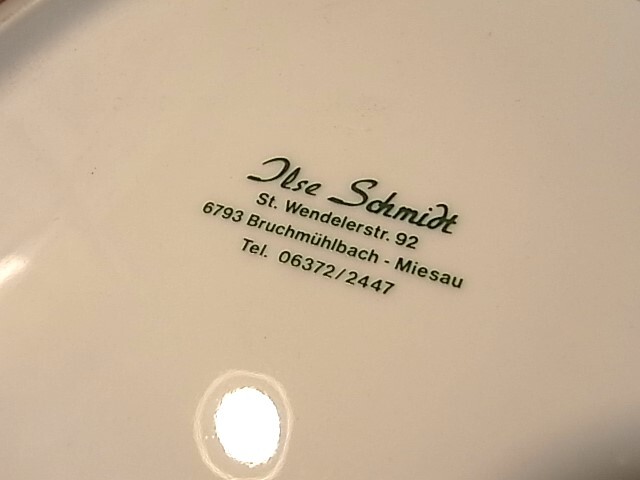 Ilse Schmidt
St. Wendelerstr. 92
6793 Bruchmühlbach - Miesau
Tel. 06372/2447